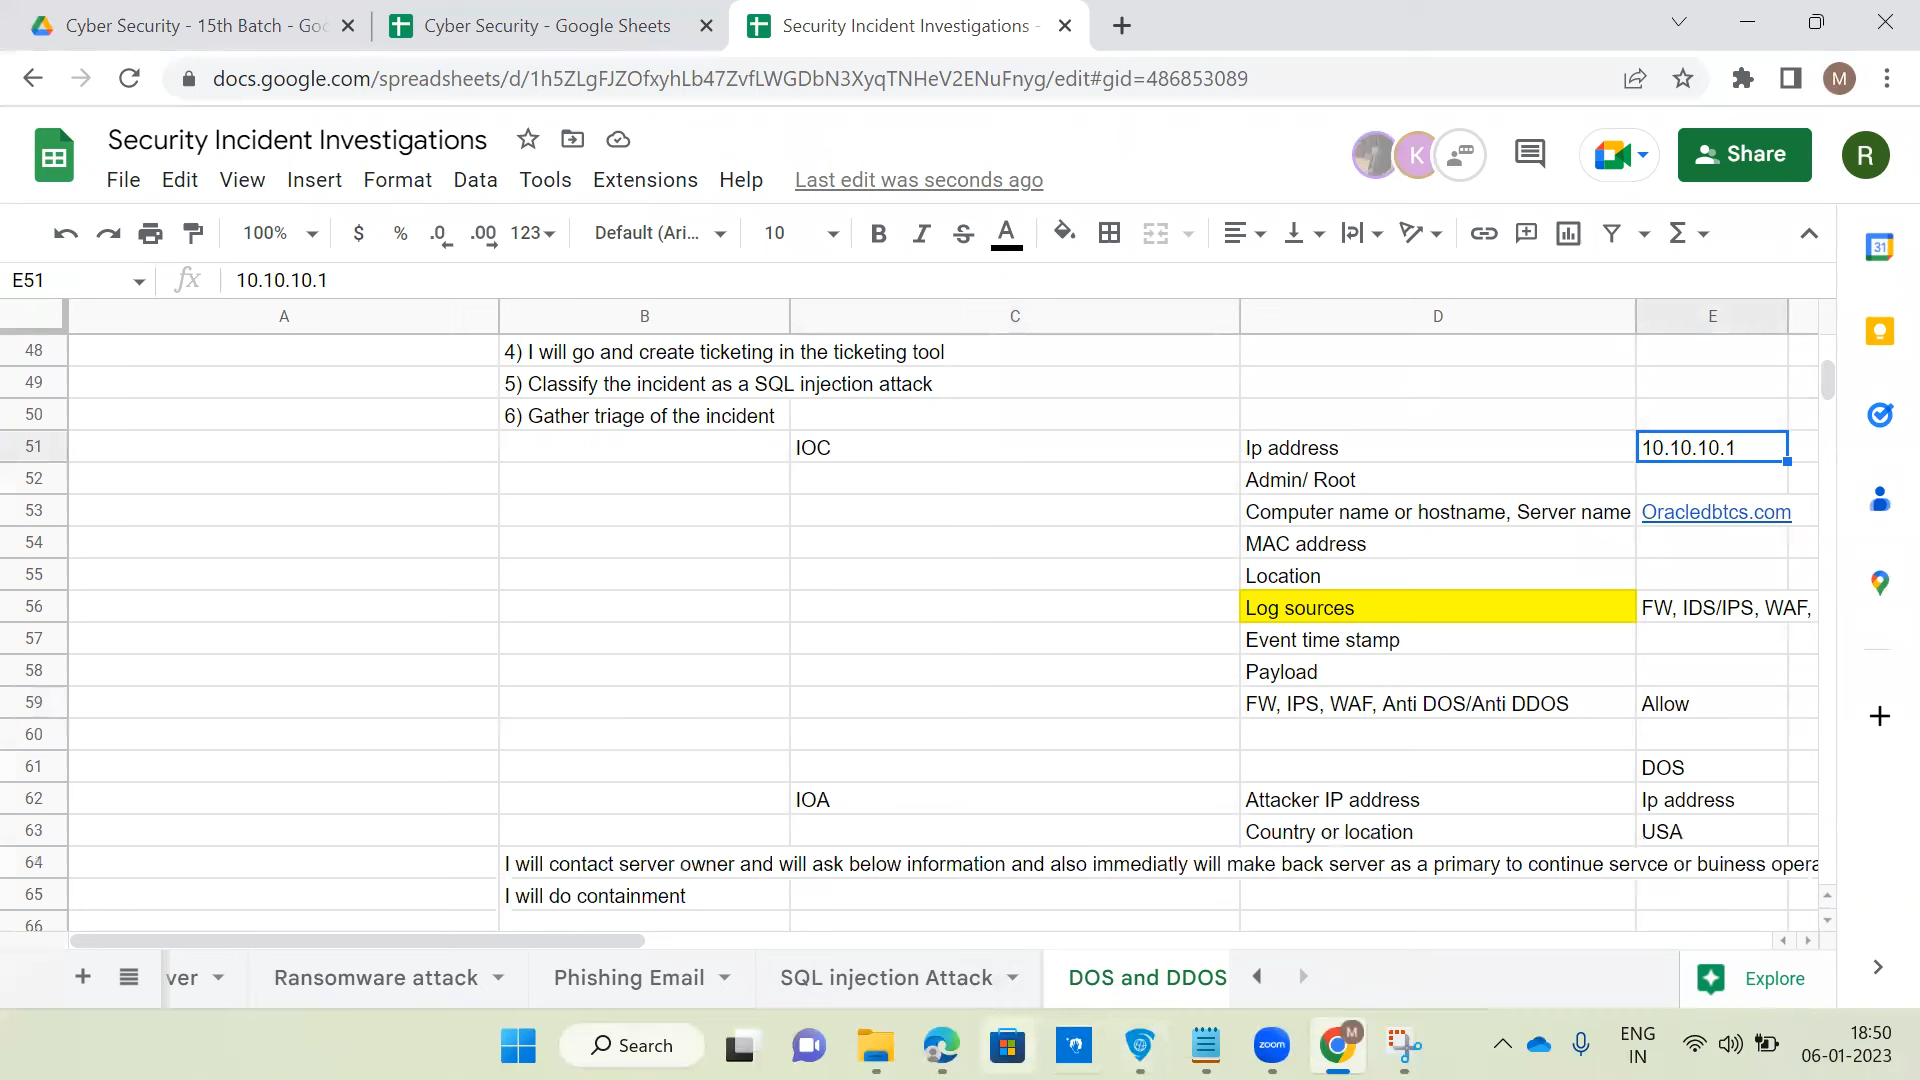 Cyber Security - 15th Batch - Goo
Cyber Security - Google Sheets
Security Incident Investigations -
docs.google.com/spreadsheets/d/1h5ZLgFJZOfxyhLb47ZvfLWGDbN3XyqTNHeV2ENuFnyg/edit#gid=486853089
M
Security Incident Investigations
K
Share
R
File Edit View Insert Format Data Tools Extensions Help Last edit was seconds ago
100% $ % .0 .00 123 Default (Ari... 10 B I S A
31
E51 fx 10.10.10.1
A B C D E
48 4) I will go and create ticketing in the ticketing tool
49 5) Classify the incident as a SQL injection attack
50 6) Gather triage of the incident
51 IOC Ip address 10.10.10.1
52 Admin/ Root
53 Computer name or hostname, Server name Oracledbtcs.com
54 MAC address
55 Location
56 Log sources FW, IDS/IPS, WAF,
57 Event time stamp
58 Payload
59 FW, IPS, WAF, Anti DOS/Anti DDOS Allow
60
61 DOS
62 IOA Attacker IP address Ip address
63 Country or location USA
64 I will contact server owner and will ask below information and also immediatly will make back server as a primary to continue servce or buiness opera
65 I will do containment
66
ver Ransomware attack Phishing Email SQL injection Attack DOS and DDOS Explore
Search zoom M ENG
IN
18:50
06-01-2023